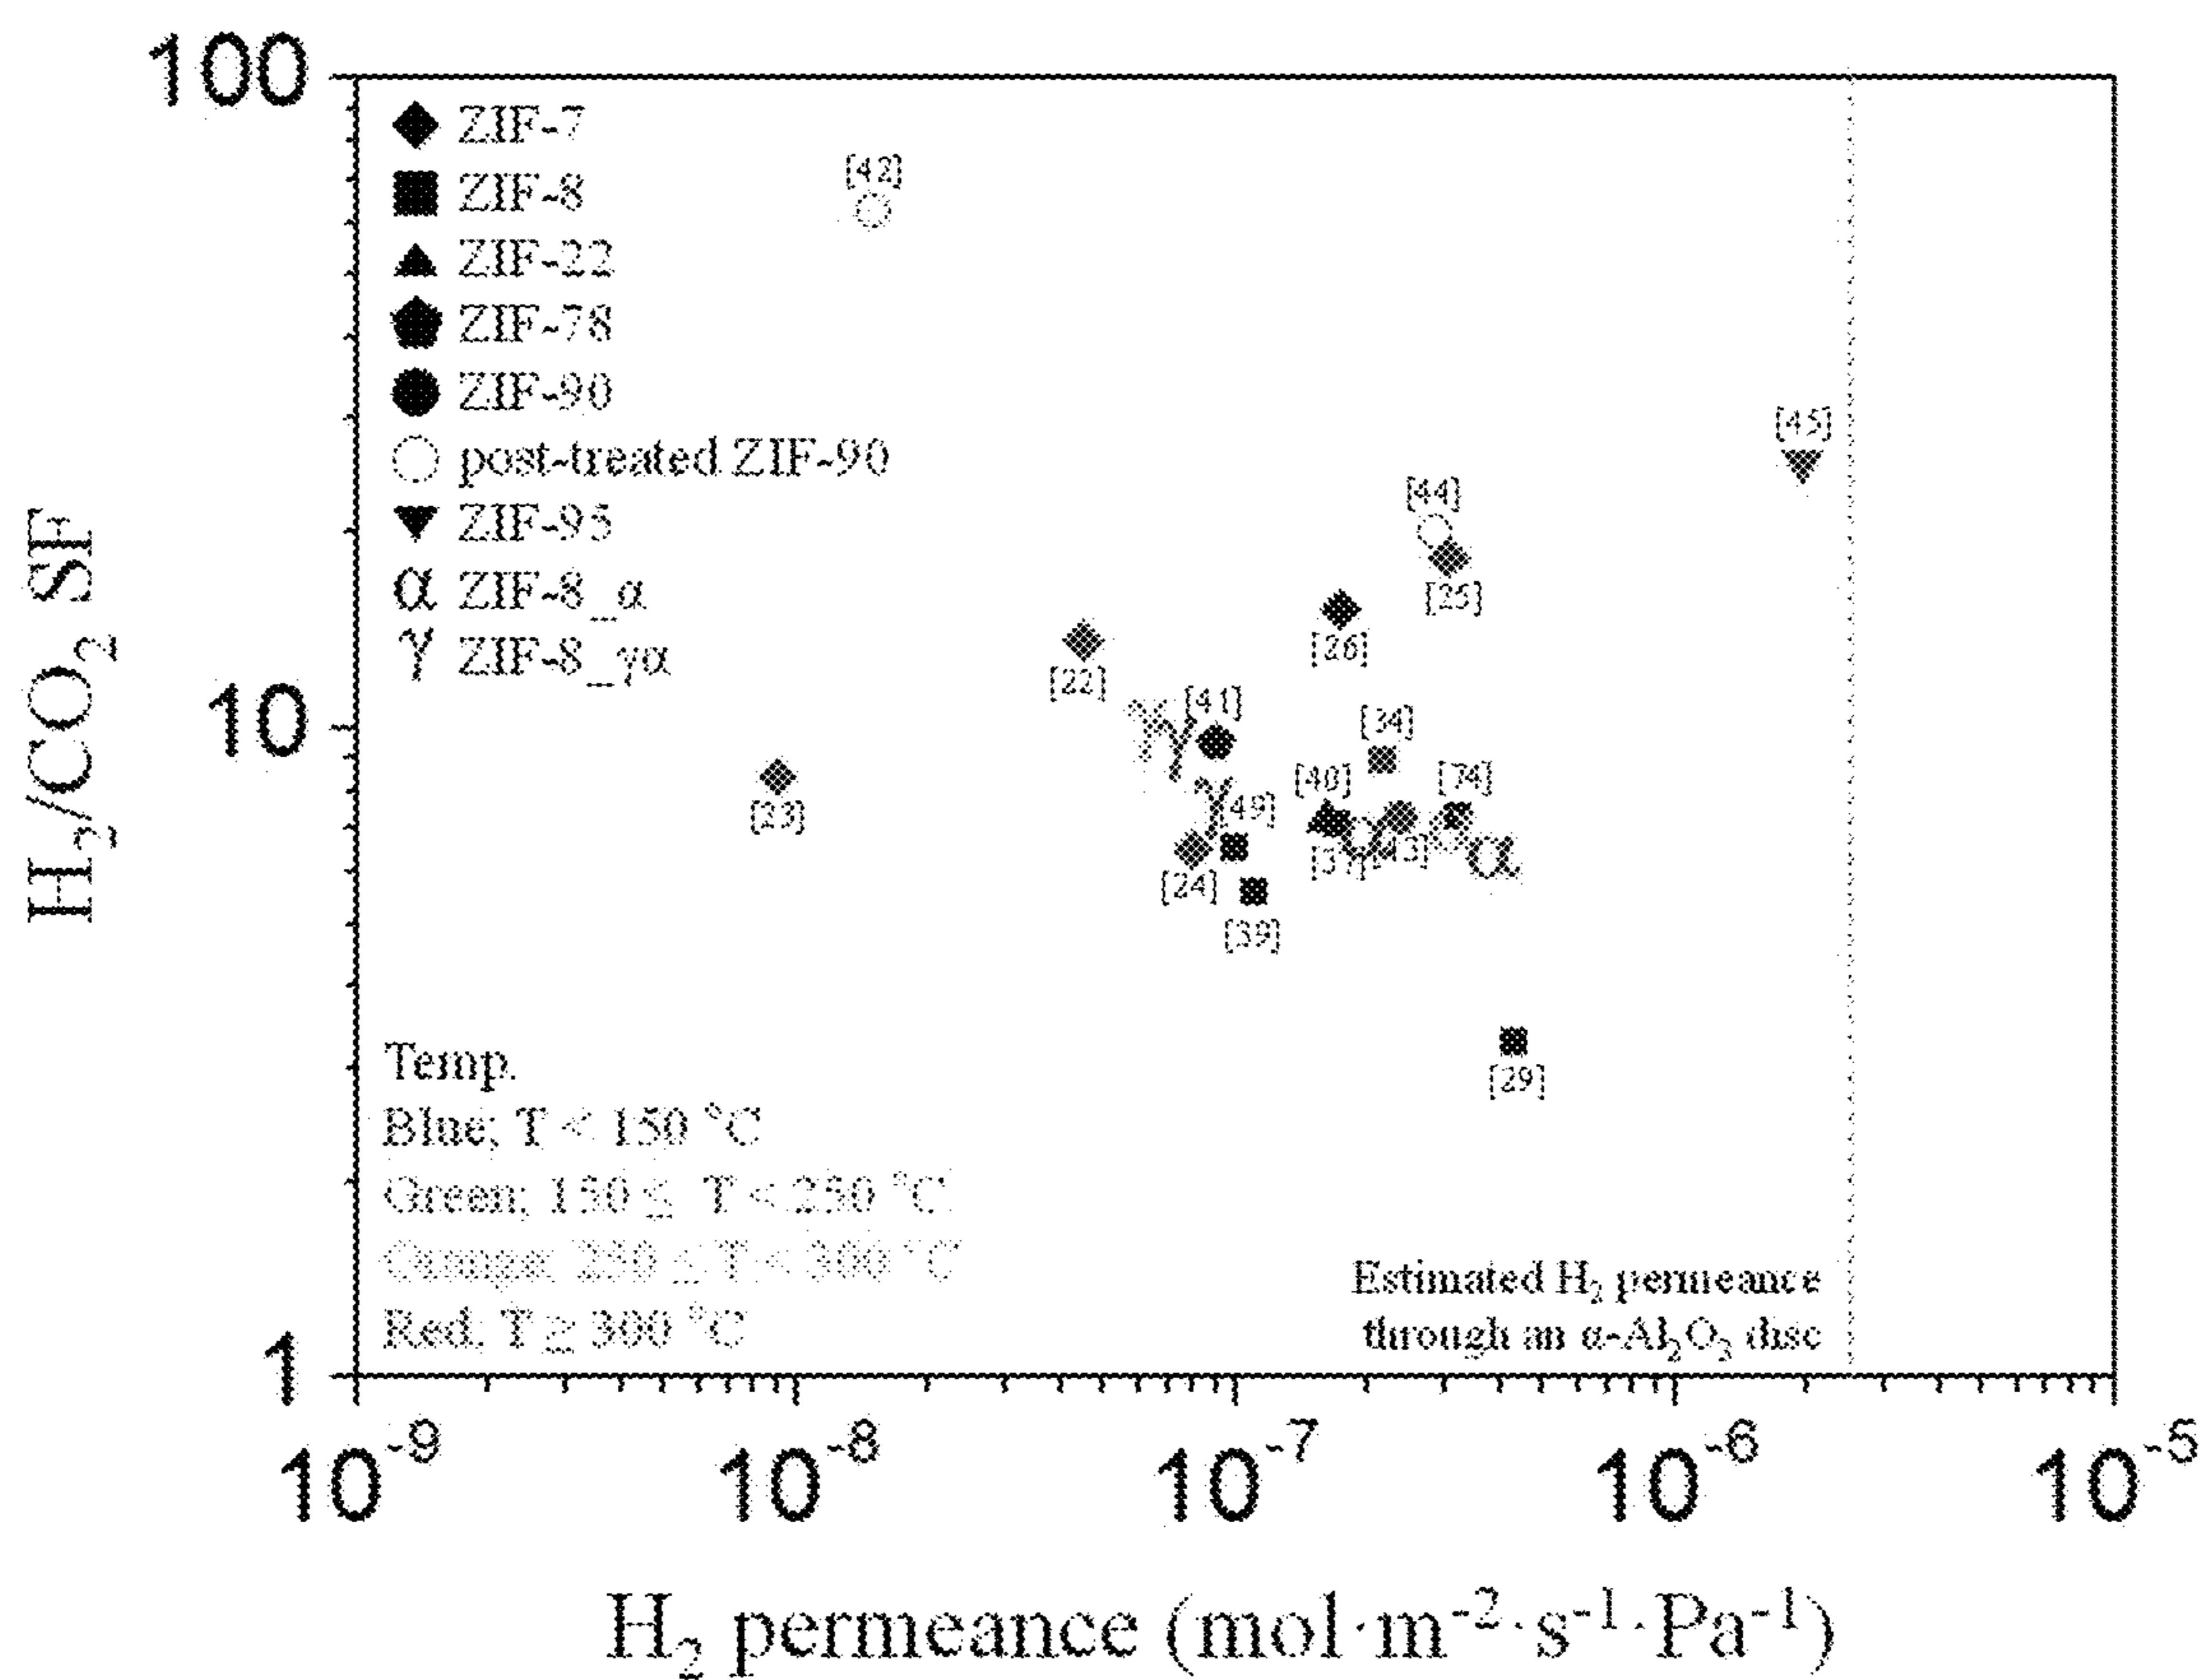 100
10
1
H₂/CO₂ SF
ZIF-7
ZIF-8
ZIF-22
ZIF-78
ZIF-90
post-treated ZIF-90
ZIF-95
α ZIF-8_α
γ ZIF-8_γα
[42]
[45]
[44]
[25]
[26]
[22]
γ
γ
[41]
[34]
[23]
[40]
[74]
γ
[49]
α
[24]
[39]
[29]
Temp.
Blue; T < 150 °C
Green; 150 ≤ T < 250 °C
Orange; 250 ≤ T < 300 °C
Red. T ≥ 300 °C
Estimated H₂ permeance
through an α-Al₂O₃ disc
10⁻⁹
10⁻⁸
10⁻⁷
10⁻⁶
10⁻⁵
H₂ permeance (mol·m⁻²·s⁻¹·Pa⁻¹)